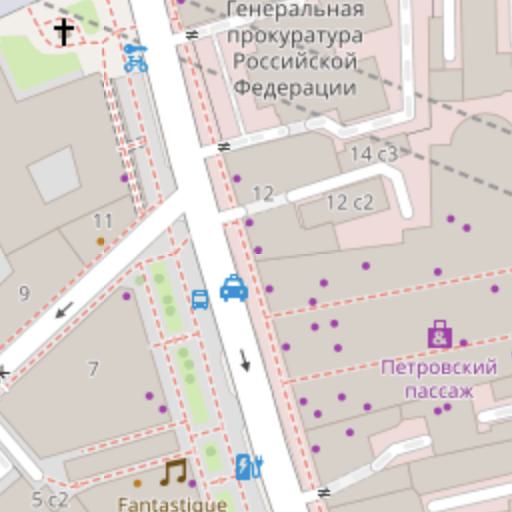 Генеральная
прокуратура
Российской
Федерации
14 с3
12
12 с2
11
9
7
Петровский
пассаж
5 с2
Fantastique